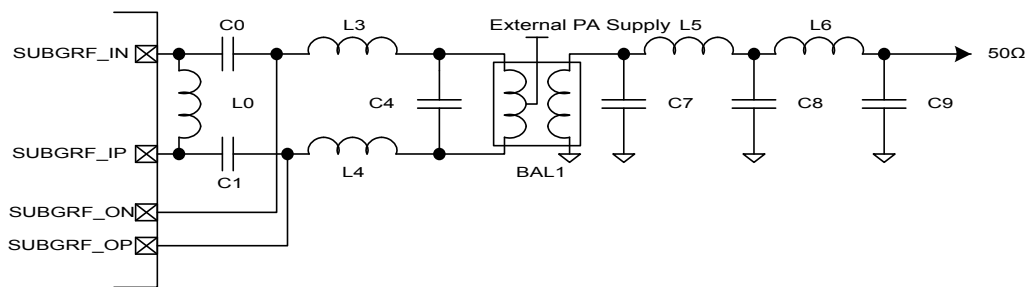 C0
L3
External PA Supply
L5
L6
SUBGRF_IN
50Ω
L0
C4
C7
C8
C9
SUBGRF_IP
C1
L4
BAL1
SUBGRF_ON
SUBGRF_OP